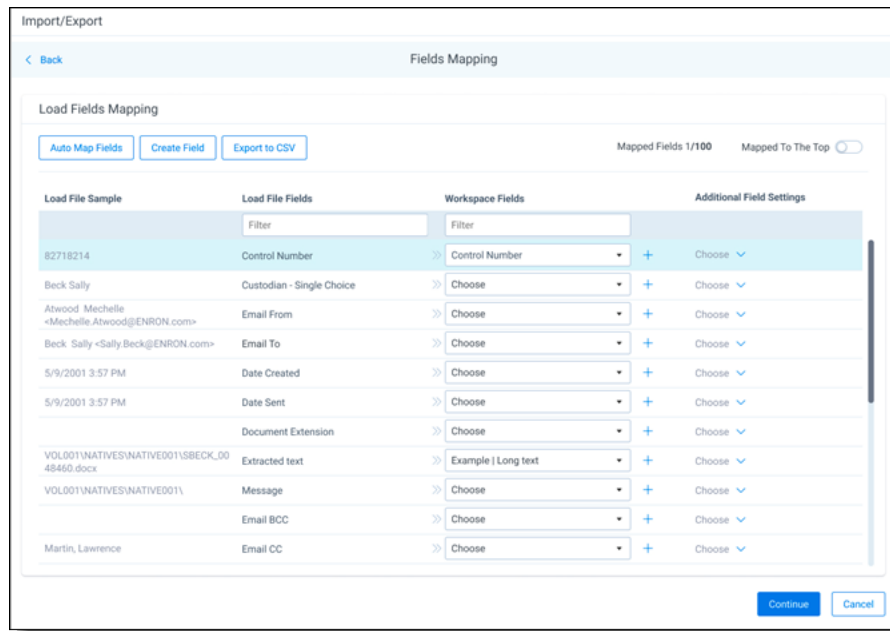 Import/Export
Back Fields Mapping
Load Fields Mapping
Auto Map Fields Create Field Export to CSV Mapped Fields 1/100 Mapped To The Top
Load File Sample Load File Fields Workspace Fields Additional Field Settings
Filter Filter
82718214 Control Number Control Number Choose
Beck Sally Custodian - Single Choice Choose Choose
Atwood Mechelle
<Mechelle.Atwood@ENRON.com> Email From Choose Choose
Beck Sally <Sally.Beck@ENRON.com> Email To Choose Choose
5/9/2001 3:57 PM Date Created Choose Choose
5/9/2001 3:57 PM Date Sent Choose Choose
Document Extension Choose Choose
VOL001\NATIVES\NATIVE001\SBECK_00
48460.docx Extracted text Example | Long text Choose
VOL001\NATIVES\NATIVE001\ Message Choose Choose
Email BCC Choose Choose
Martin, Lawrence Email CC Choose Choose
Continue Cancel